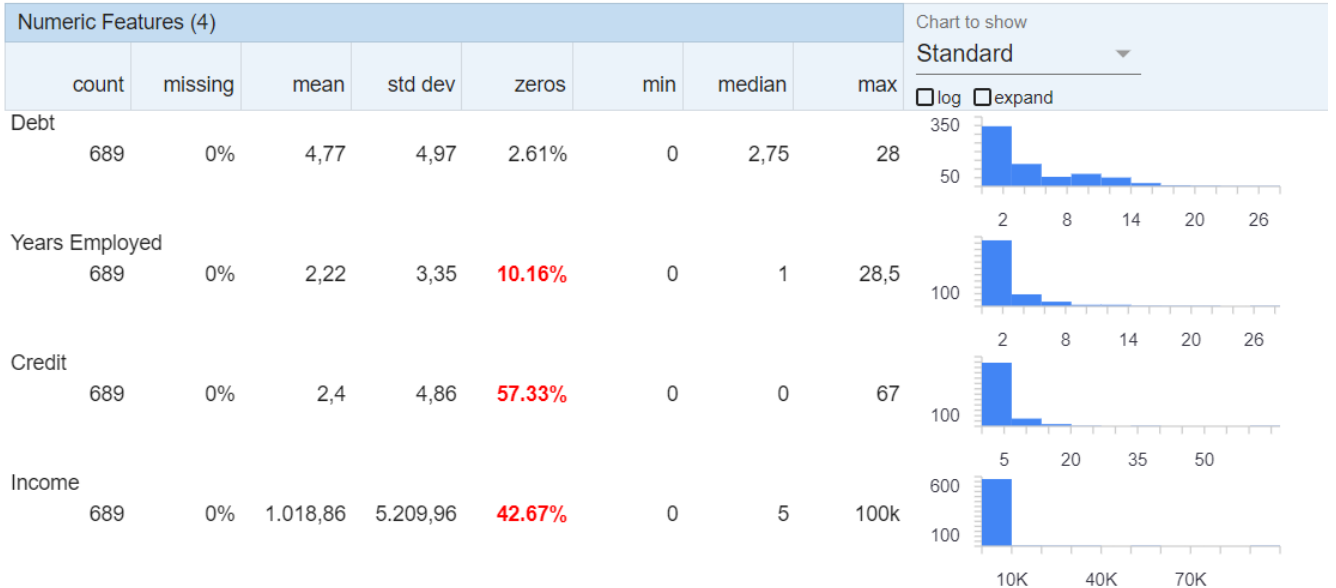 Numeric Features (4)
Chart to show
Standard
count missing mean std dev zeros min median max
log expand
Debt
689 0% 4,77 4,97 2.61% 0 2,75 28
350
50
2 8 14 20 26
Years Employed
689 0% 2,22 3,35 10.16% 0 1 28,5
100
2 8 14 20 26
Credit
689 0% 2,4 4,86 57.33% 0 0 67
100
5 20 35 50
Income
689 0% 1.018,86 5.209,96 42.67% 0 5 100k
600
100
10K 40K 70K